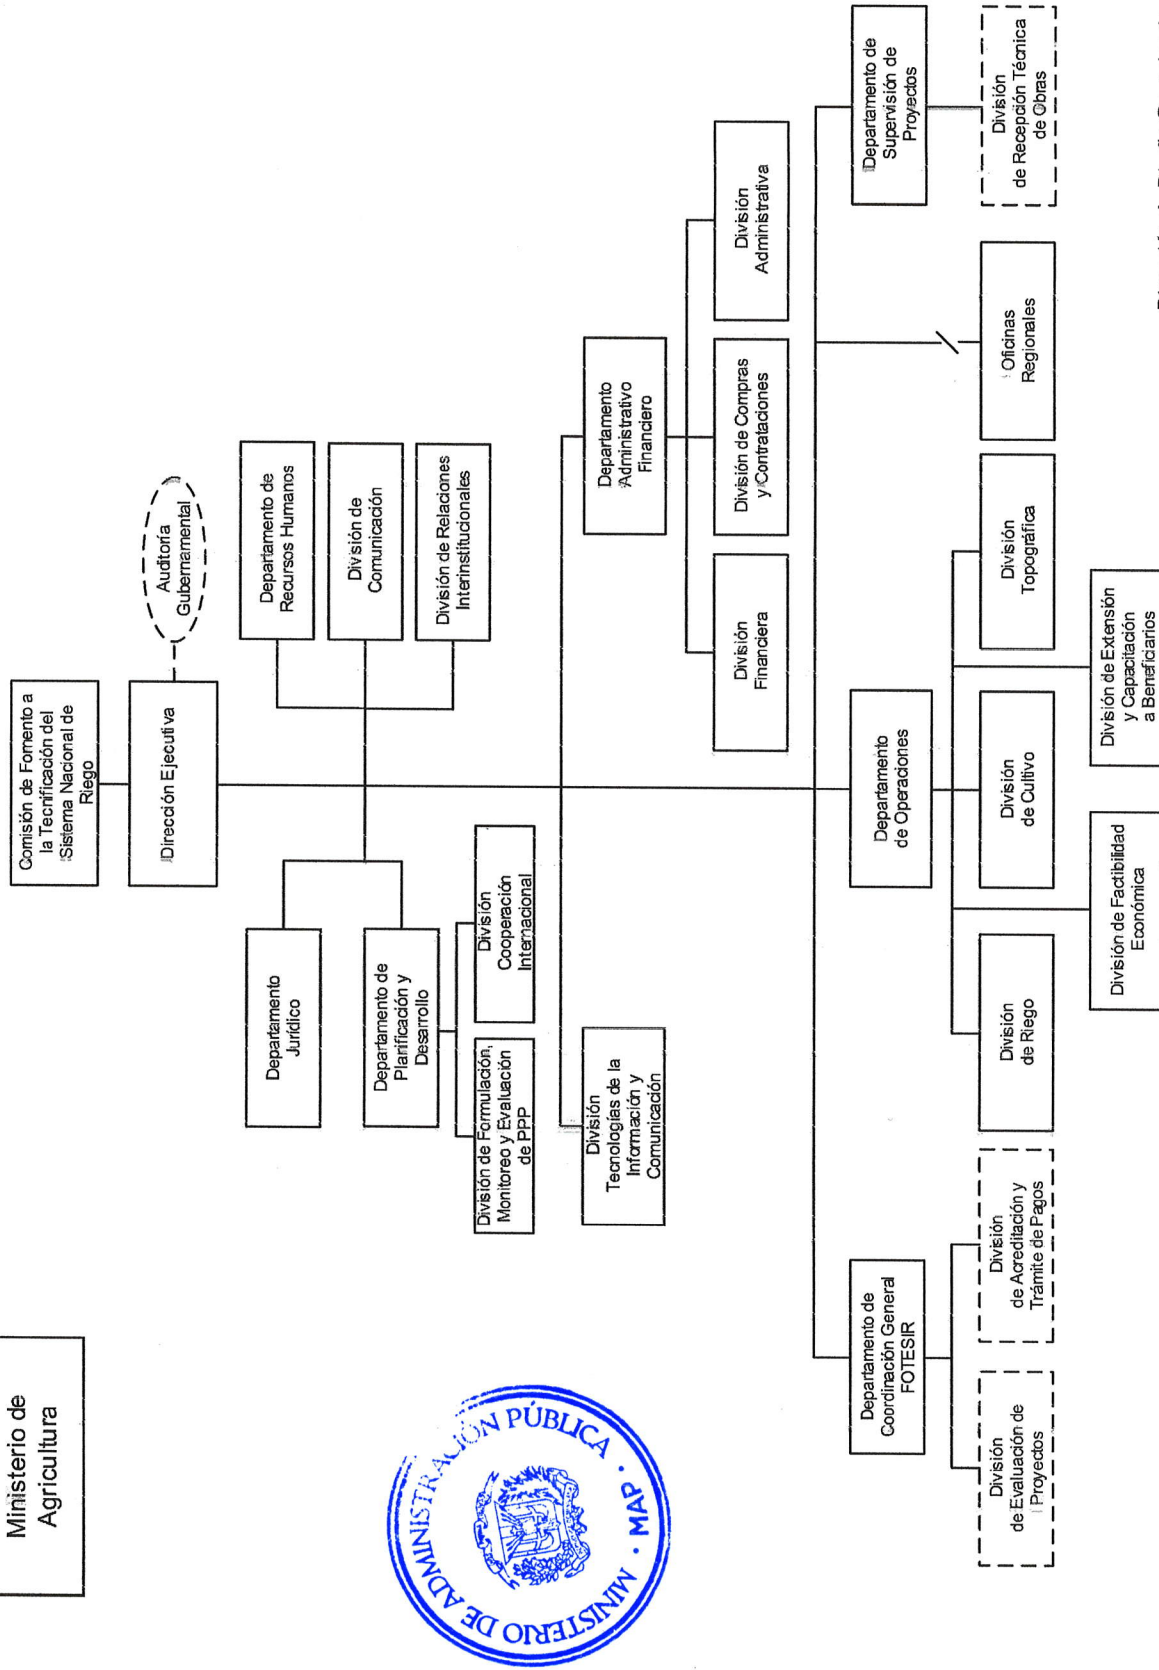 Ministerio de
Agricultura
Comisión de Fomento a
la Tecnificación del
Sistema Nacional de
Riego
Dirección Ejecutiva
Auditoría
Gubernamental
Departamento
Jurídico
Departamento de
Planificación y
Desarrollo
División de Formulación,
Monitoreo y Evaluación
de PPP
División
Cooperación
Internacional
Departamento de
Recursos Humanos
División de
Comunicación
División de Relaciones
Interinstitucionales
División
Tecnologías de la
Información y
Comunicación
Departamento
Administrativo
Financiero
División
Financiera
División de Compras
y Contrataciones
División
Administrativa
Departamento de
Coordinación General
FOTESIR
División
de Evaluación de
Proyectos
División
de Acreditación y
Trámite de Pagos
Departamento
de Operaciones
División
de Riego
División
de Cultivo
División
Topográfica
División de Factibilidad
Económica
División de Extensión
y Capacitación
a Beneficiarios
Oficinas
Regionales
Departamento de
Supervisión de
Proyectos
División
de Recepción Técnica
de Obras
MINISTERIO DE ADMINISTRACIÓN PÚBLICA · MAP ·